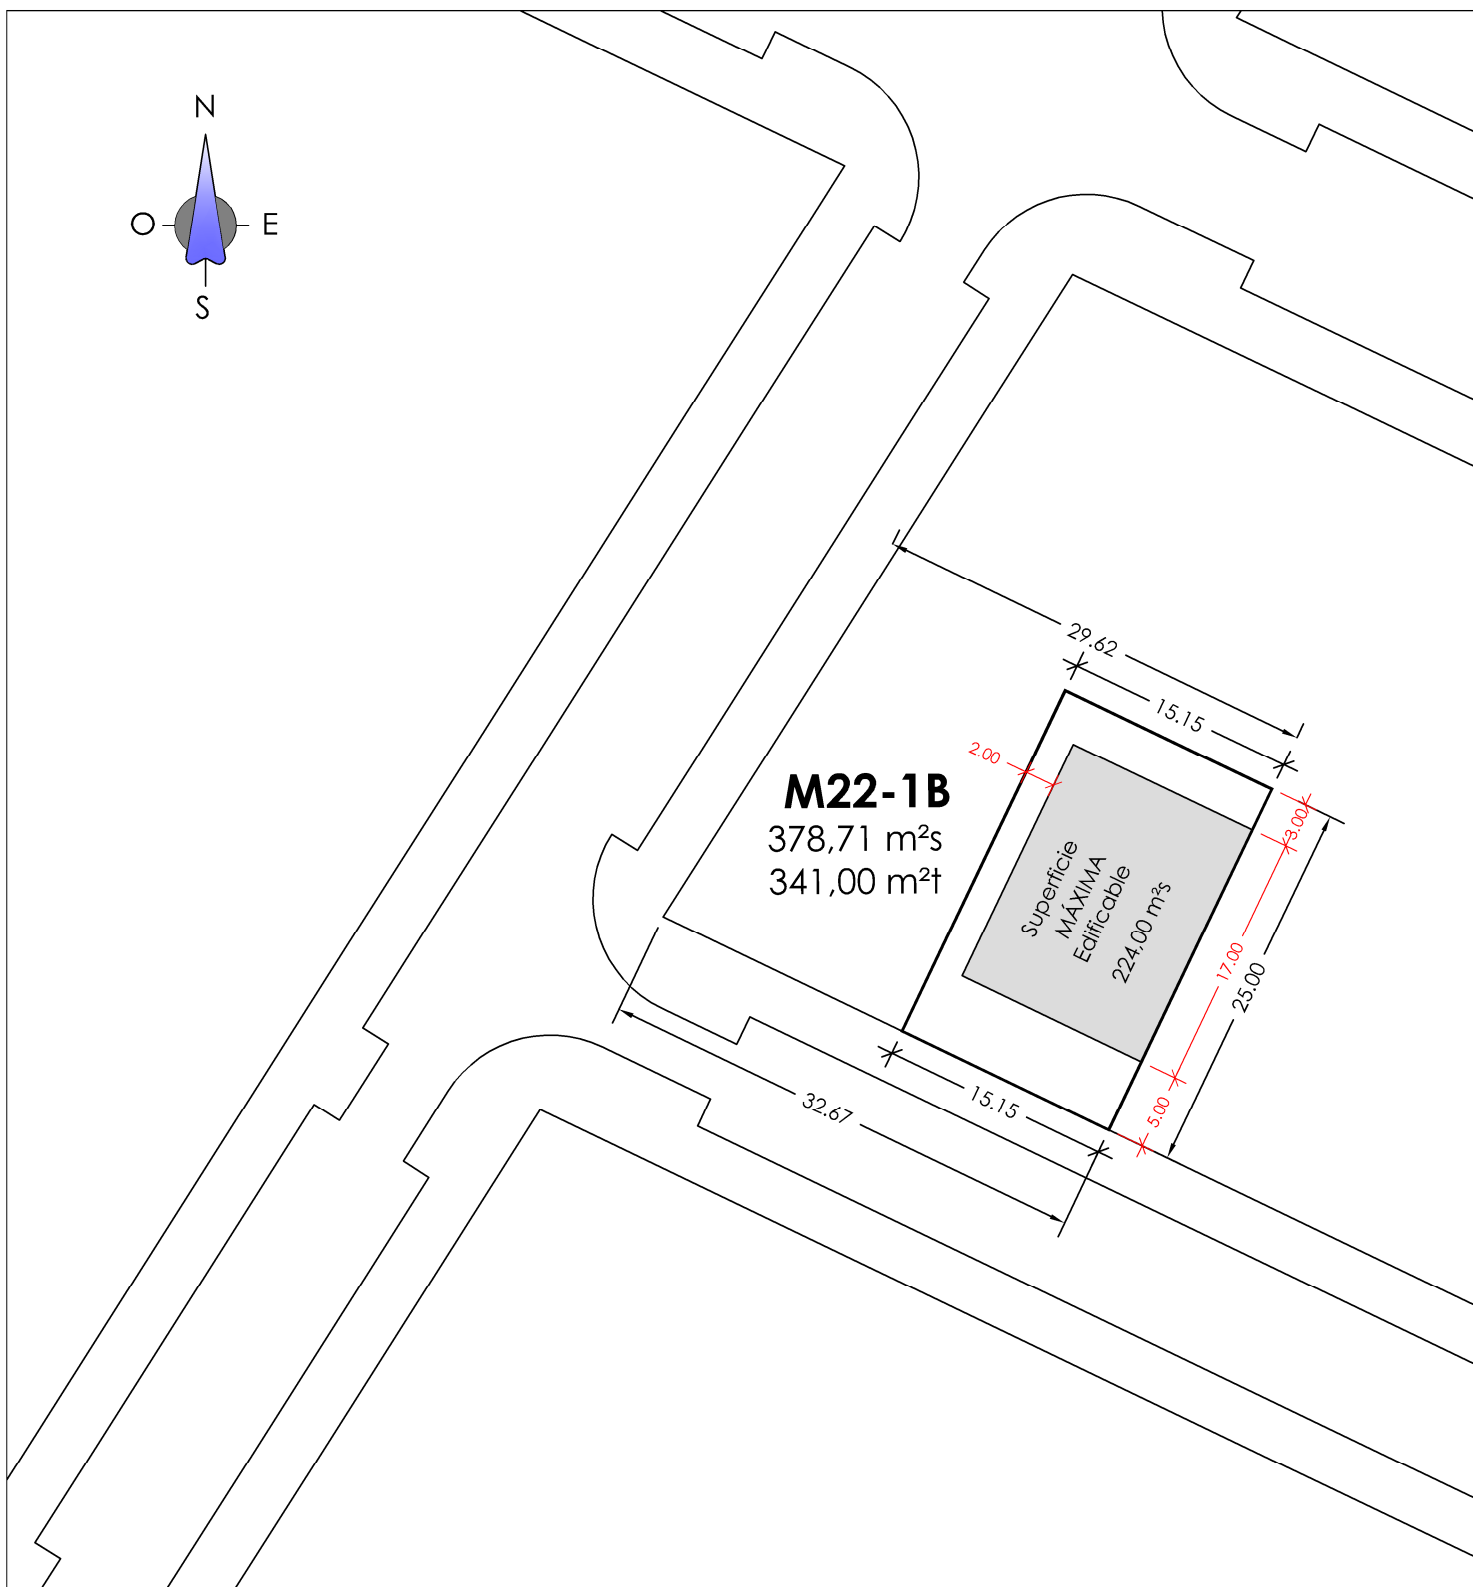 N
O
E
S
29.62
15.15
2.00
M22-1B
378,71 m²s
341,00 m²t
3.00
Superficie
MÁXIMA
Edificable
224,00 m²s
17.00
25.00
15.15
32.67
5.00